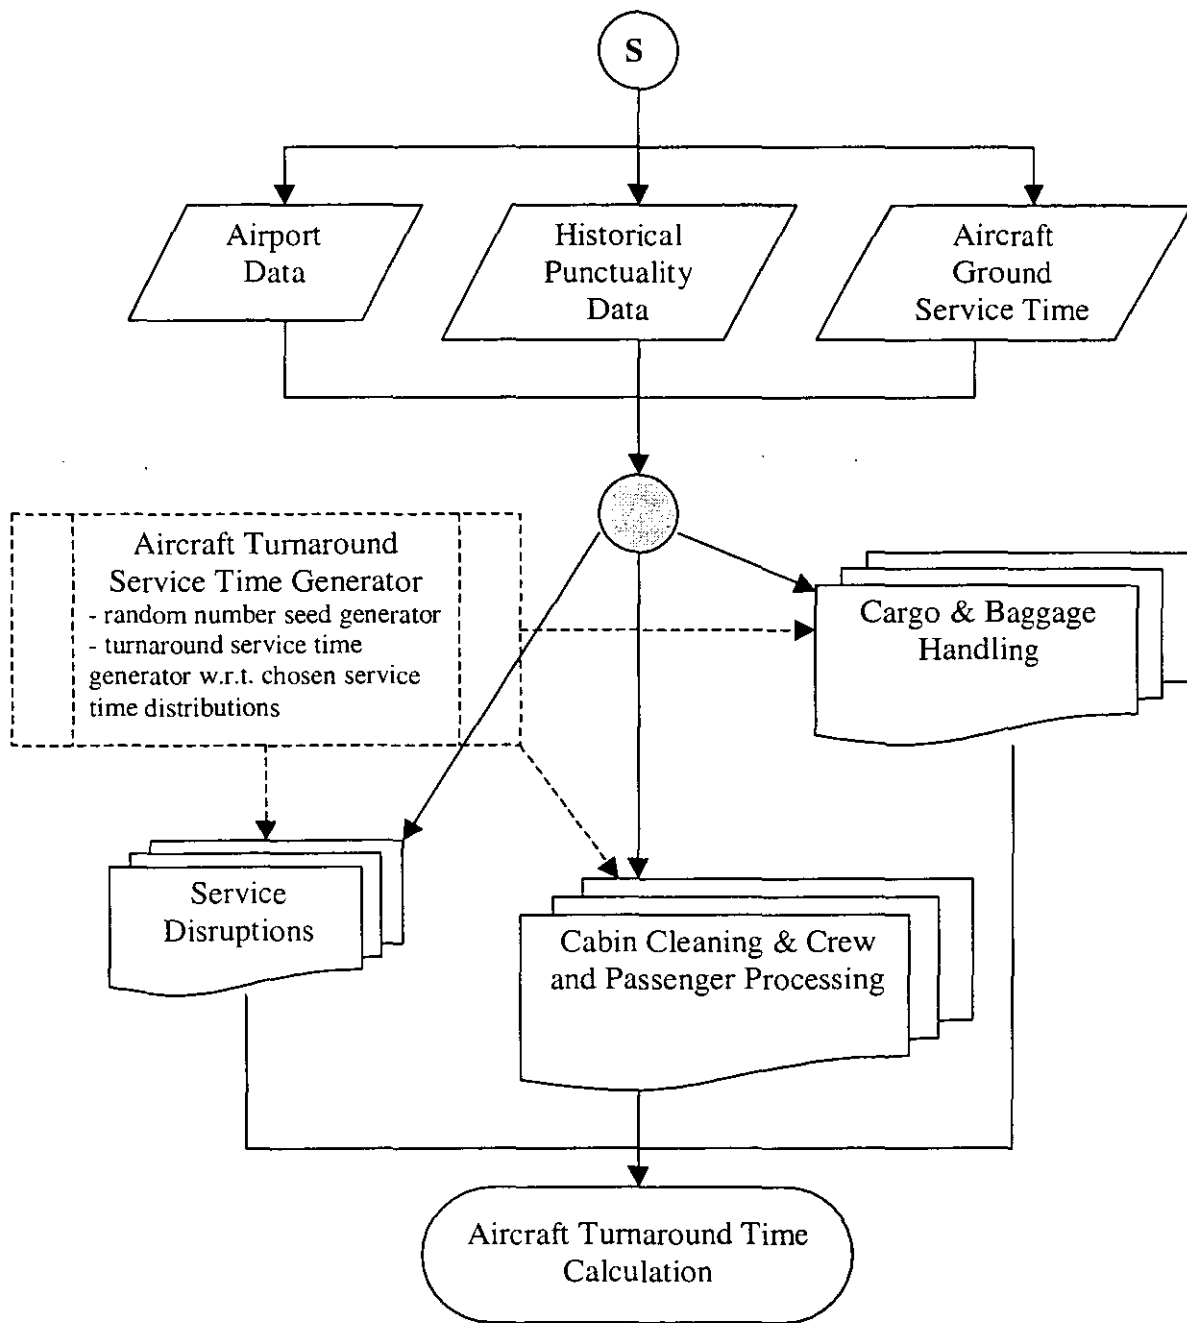 S
Airport
Data
Historical
Punctuality
Data
Aircraft
Ground
Service Time
Aircraft Turnaround
Service Time Generator
- random number seed generator
- turnaround service time
generator w.r.t. chosen service
time distributions
Cargo & Baggage
Handling
Service
Disruptions
Cabin Cleaning & Crew
and Passenger Processing
Aircraft Turnaround Time
Calculation